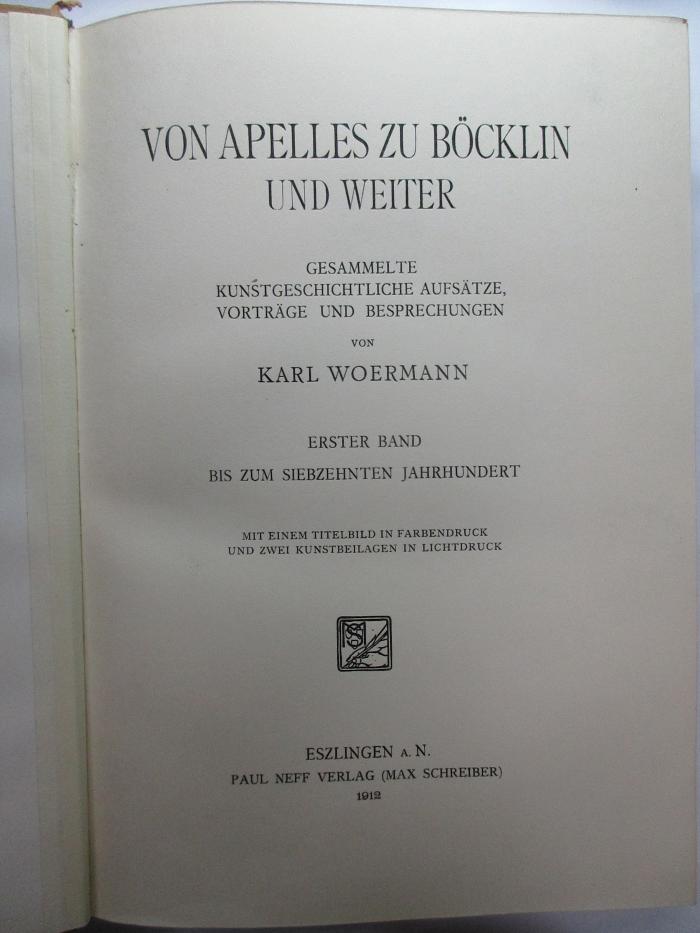 VON APELLES ZU BÖCKLIN
UND WEITER
GESAMMELTE
KUNSTGESCHICHTLICHE AUFSÄTZE,
VORTRÄGE UND BESPRECHUNGEN
VON
KARL WOERMANN
ERSTER BAND
BIS ZUM SIEBZEHNTEN JAHRHUNDERT
MIT EINEM TITELBILD IN FARBENDRUCK
UND ZWEI KUNSTBEILAGEN IN LICHTDRUCK
ESZLINGEN A. N.
PAUL NEFF VERLAG (MAX SCHREIBER)
1912